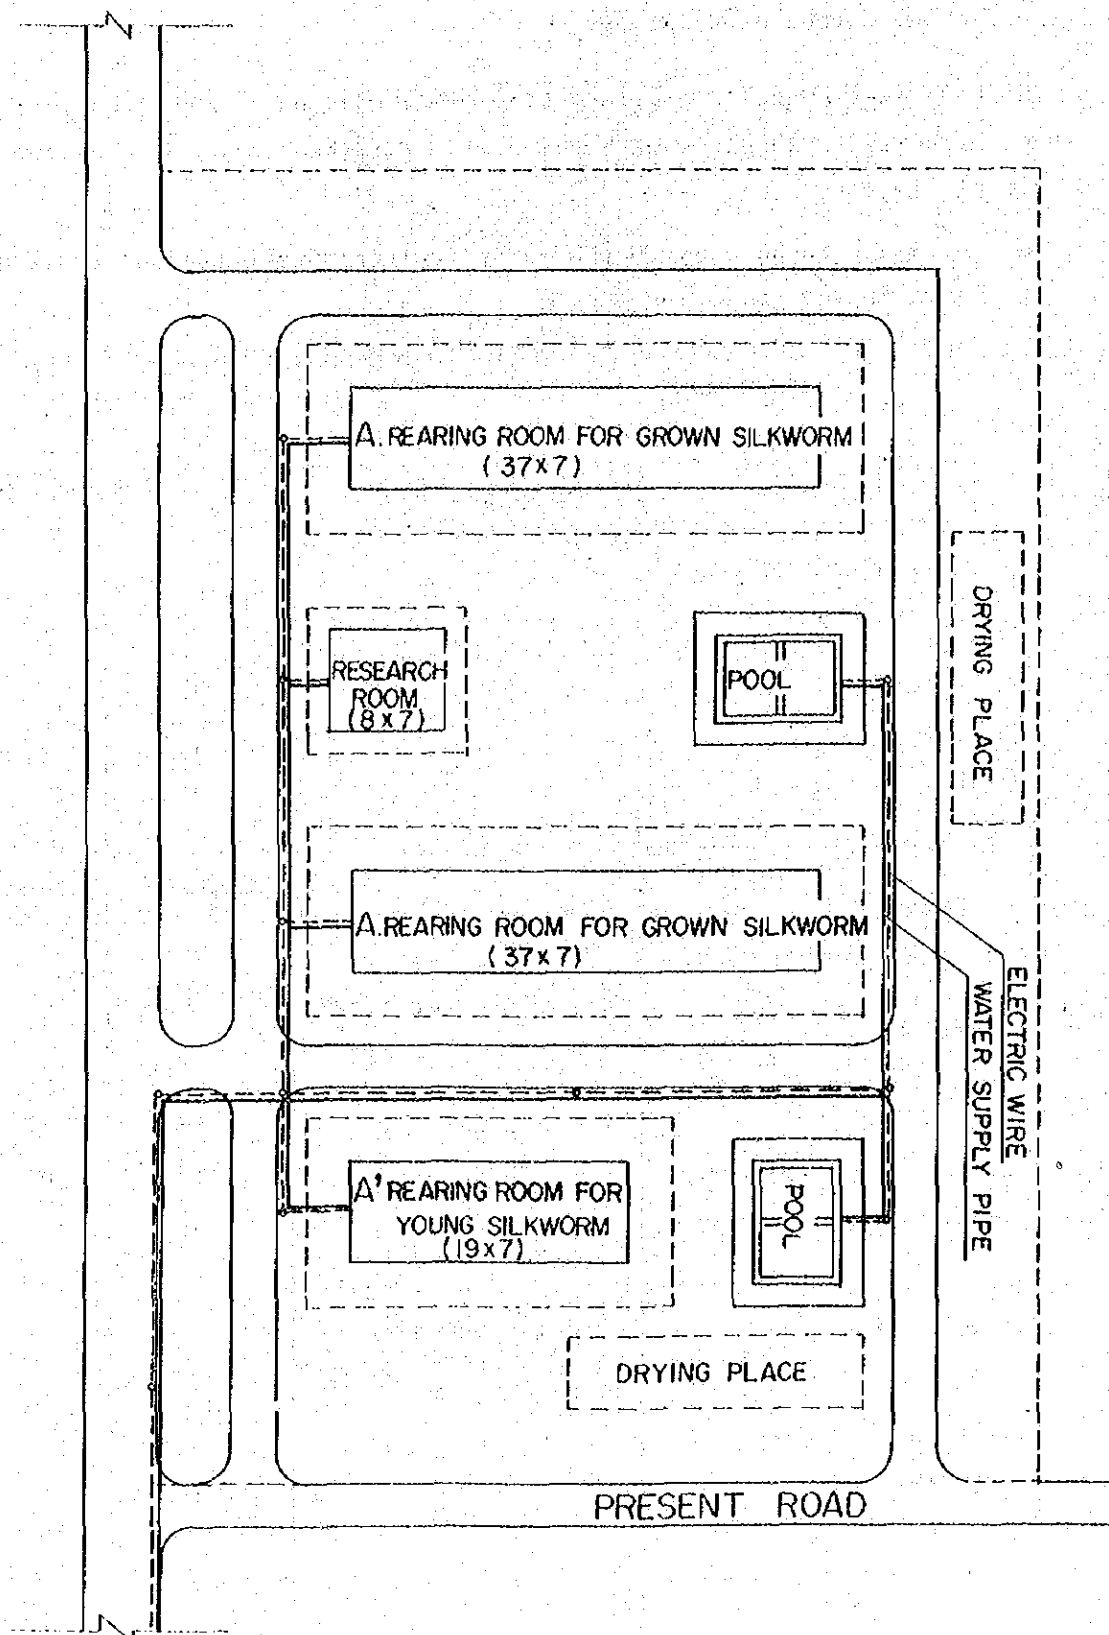 A. REARING ROOM FOR GROWN SILKWORM
(37x7)
RESEARCH
ROOM
(8x7)
POOL
DRYING PLACE
A. REARING ROOM FOR GROWN SILKWORM
(37x7)
ELECTRIC WIRE
WATER SUPPLY PIPE
A' REARING ROOM FOR
YOUNG SILKWORM
(19x7)
POOL
DRYING PLACE
PRESENT ROAD